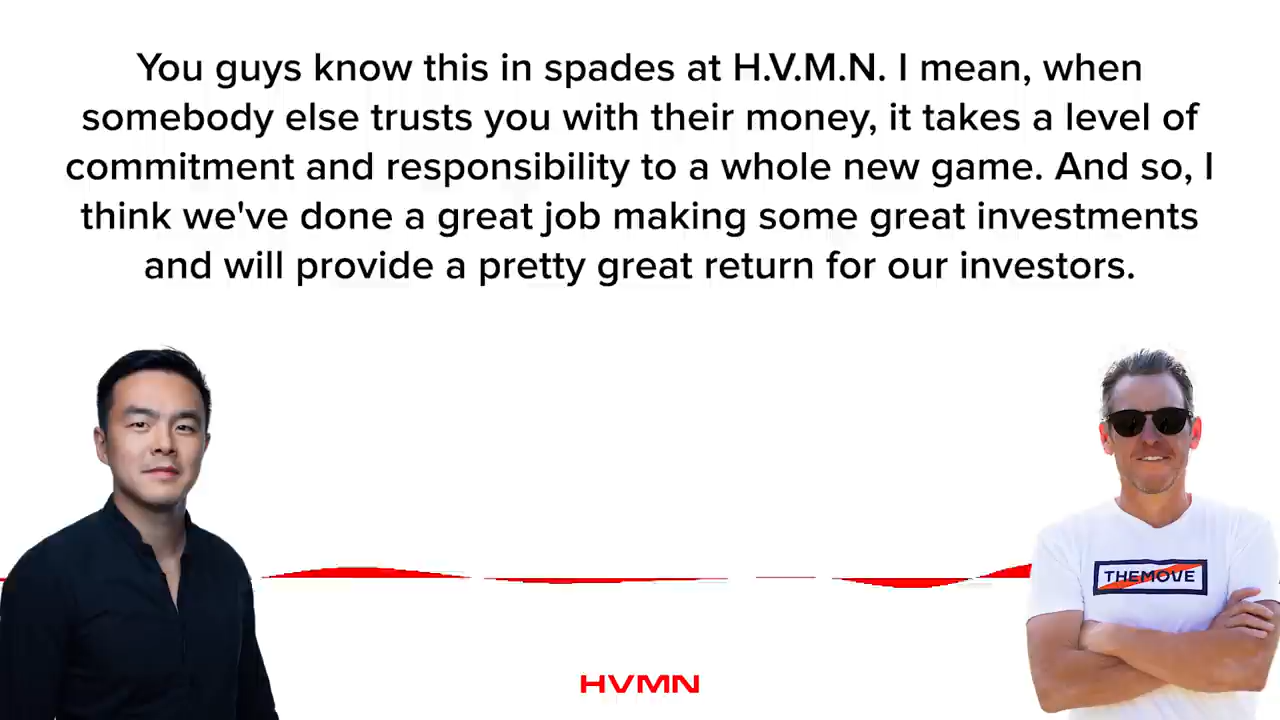 You guys know this in spades at H.V.M.N. I mean, when
somebody else trusts you with their money, it takes a level of
commitment and responsibility to a whole new game. And so, I
think we've done a great job making some great investments
and will provide a pretty great return for our investors.
THEMOVE
HVMN